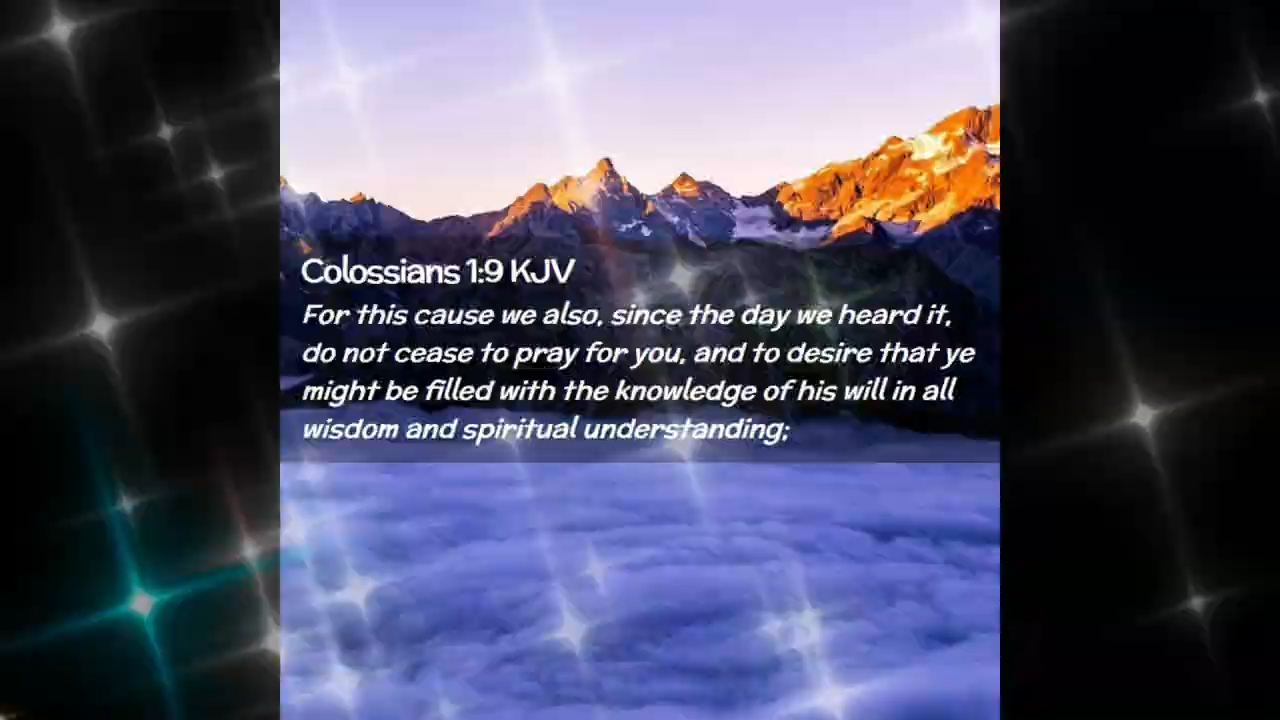 Colossians 1:9 KJV
For this cause we also, since the day we heard it,
do not cease to pray for you, and to desire that ye
might be filled with the knowledge of his will in all
wisdom and spiritual understanding;